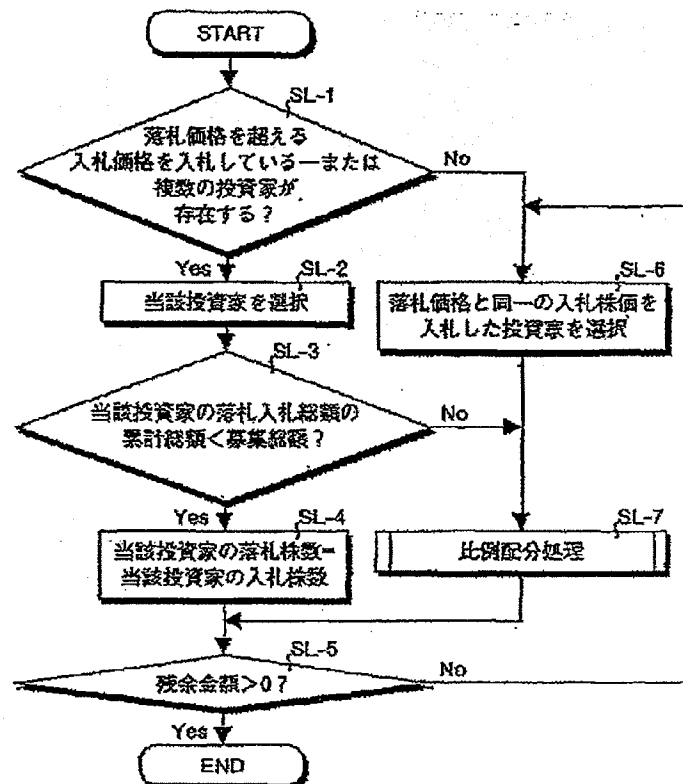 START
SL-1
落札価格を超える
入札価格を入札している一または
複数の投資家が
存在する?
No
Yes
SL-2
当該投資家を選択
SL-6
落札価格と同一の入札株価を
入札した投資家を選択
SL-3
当該投資家の落札入札総額の
累計総額<募集総額?
No
Yes
SL-4
当該投資家の落札株数=
当該投資家の入札株数
SL-7
比例配分処理
SL-5
残余金額>0?
No
Yes
END